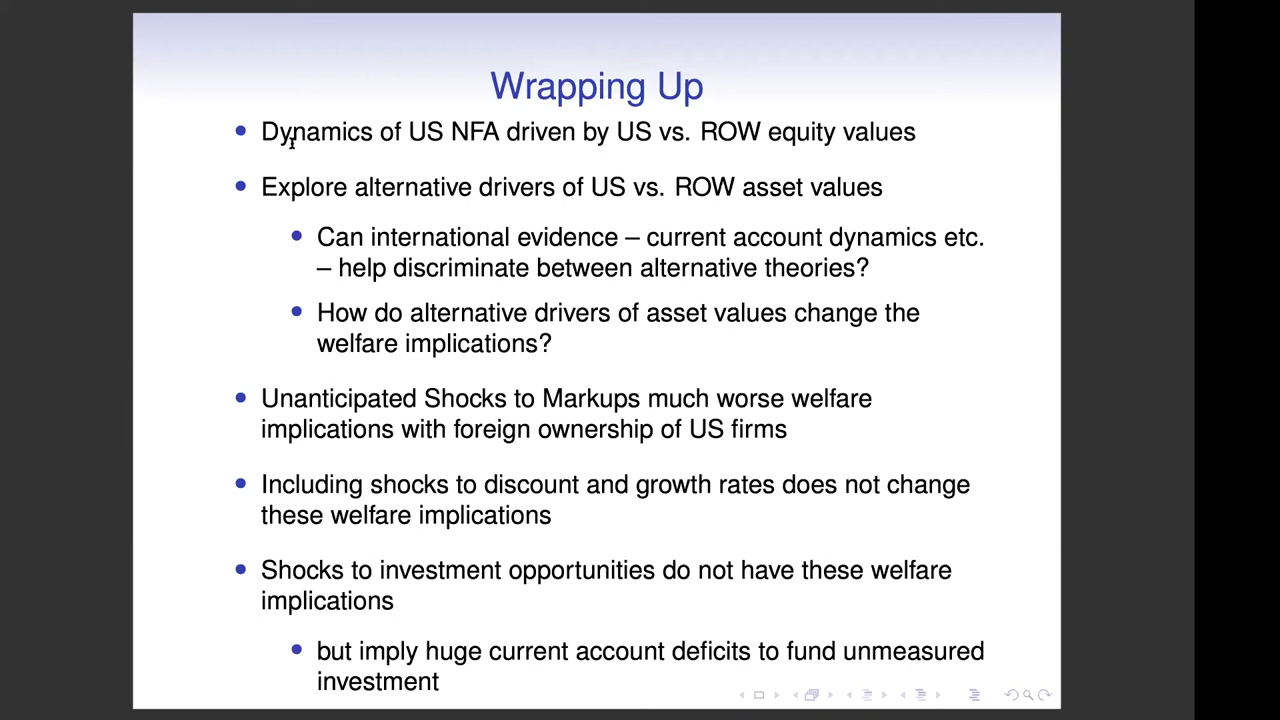 Wrapping Up
Dynamics of US NFA driven by US vs. ROW equity values
Explore alternative drivers of US vs. ROW asset values
Can international evidence – current account dynamics etc.
– help discriminate between alternative theories?
How do alternative drivers of asset values change the
welfare implications?
Unanticipated Shocks to Markups much worse welfare
implications with foreign ownership of US firms
Including shocks to discount and growth rates does not change
these welfare implications
Shocks to investment opportunities do not have these welfare
implications
but imply huge current account deficits to fund unmeasured
investment